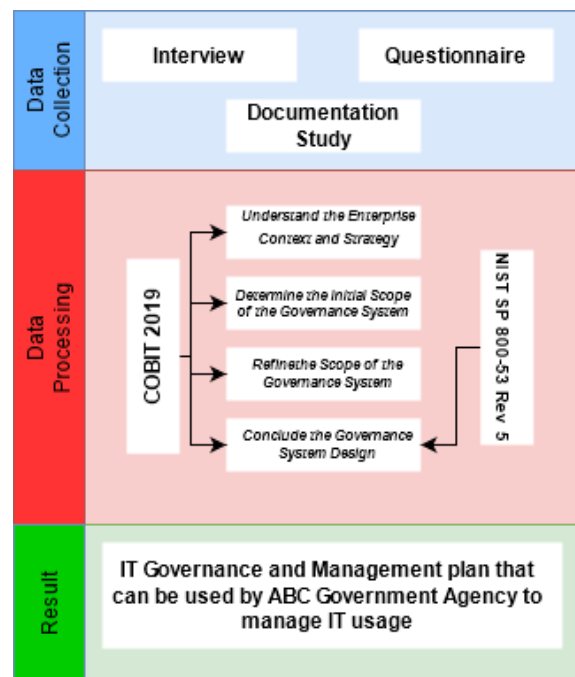 Data
Collection
Interview
Questionnaire
Documentation
Study
Data
Processing
COBIT 2019
Understand the Enterprise
Context and Strategy
Determine the Initial Scope
of the Governance System
Refinethe Scope of the
Governance System
Conclude the Governance
System Design
NIST SP 800-53 Rev 5
Result
IT Governance and Management plan that
can be used by ABC Government Agency to
manage IT usage